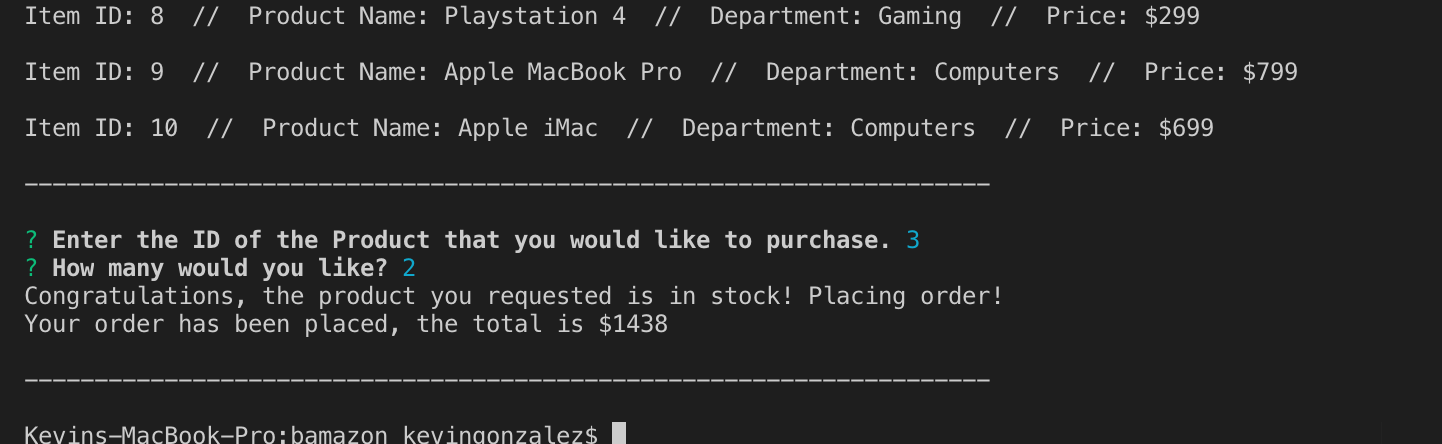 Item ID: 8  //  Product Name: Playstation 4  //  Department: Gaming  //  Price: $299
Item ID: 9  //  Product Name: Apple MacBook Pro  //  Department: Computers  //  Price: $799
Item ID: 10  //  Product Name: Apple iMac  //  Department: Computers  //  Price: $699
---------------------------------------------------------------------
? Enter the ID of the Product that you would like to purchase. 3
? How many would you like? 2
Congratulations, the product you requested is in stock! Placing order!
Your order has been placed, the total is $1438
---------------------------------------------------------------------
Kevins-MacBook-Pro:bamazon kevingonzalez$